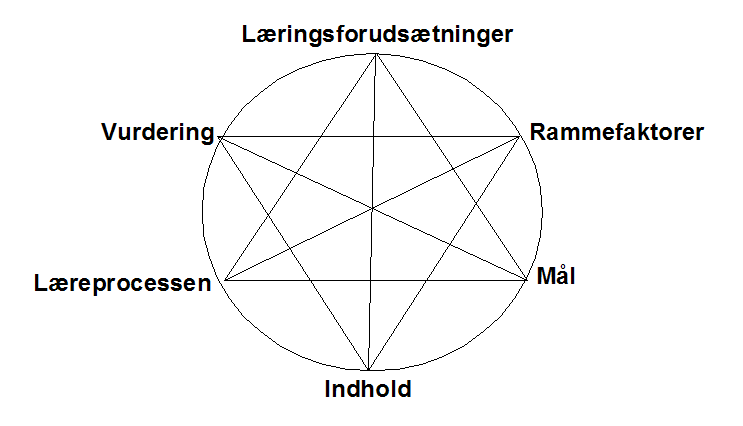 Læringsforudsætninger
Vurdering
Rammefaktorer
Læreprocessen
Mål
Indhold